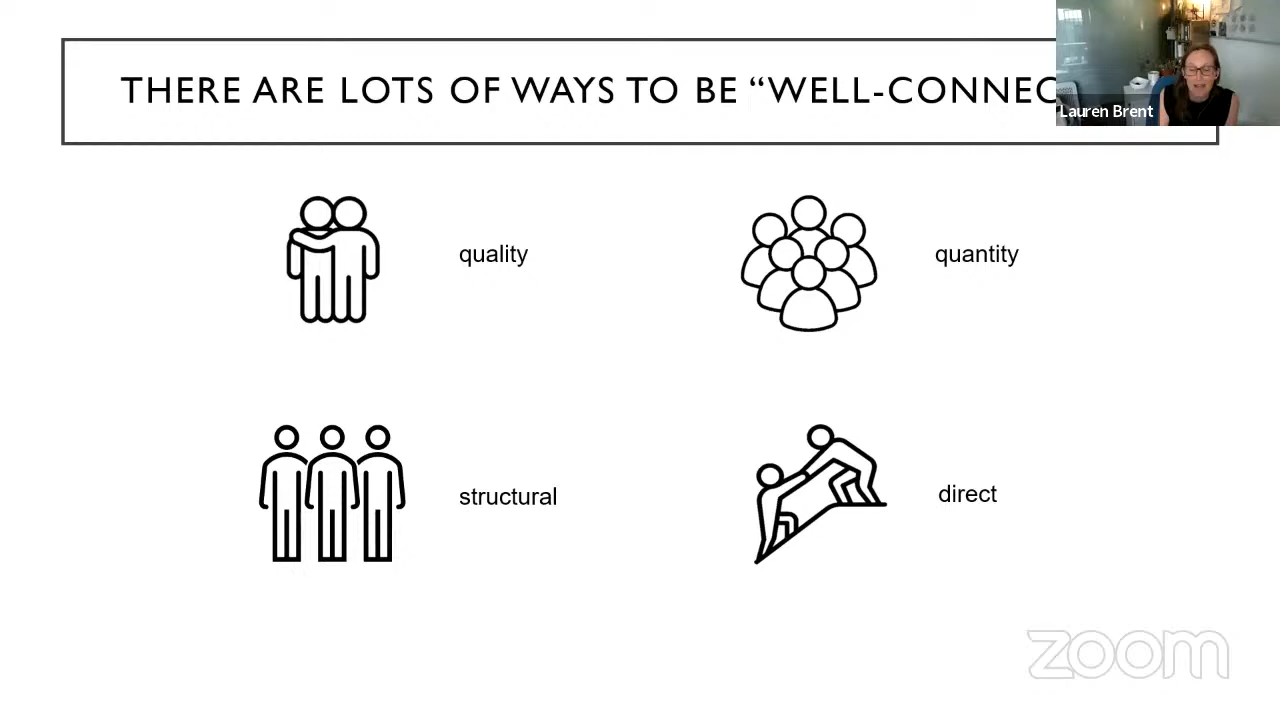 THERE ARE LOTS OF WAYS TO BE “WELL-CONNEC
Lauren Brent
quality
quantity
structural
direct
zoom